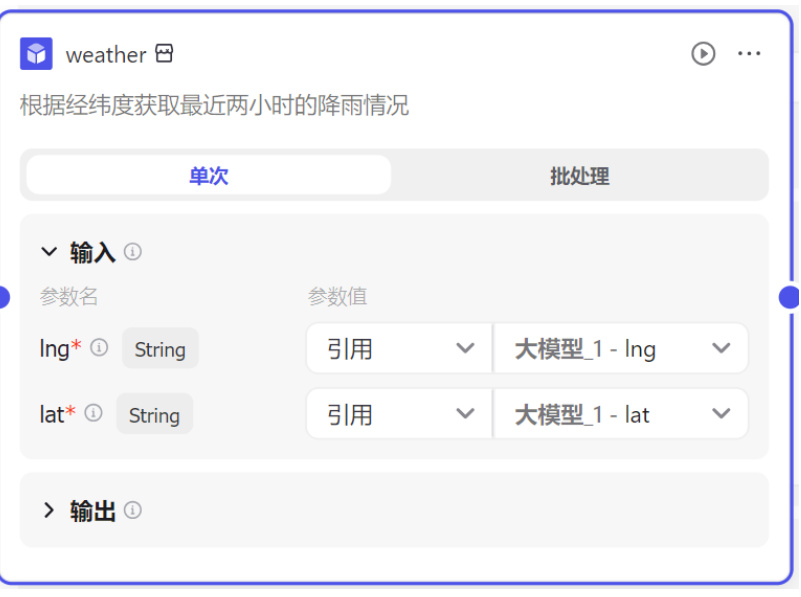 weather
根据经纬度获取最近两小时的降雨情况
单次 批处理
输入
参数名 参数值
lng* String 引用 大模型_1 - lng
lat* String 引用 大模型_1 - lat
输出